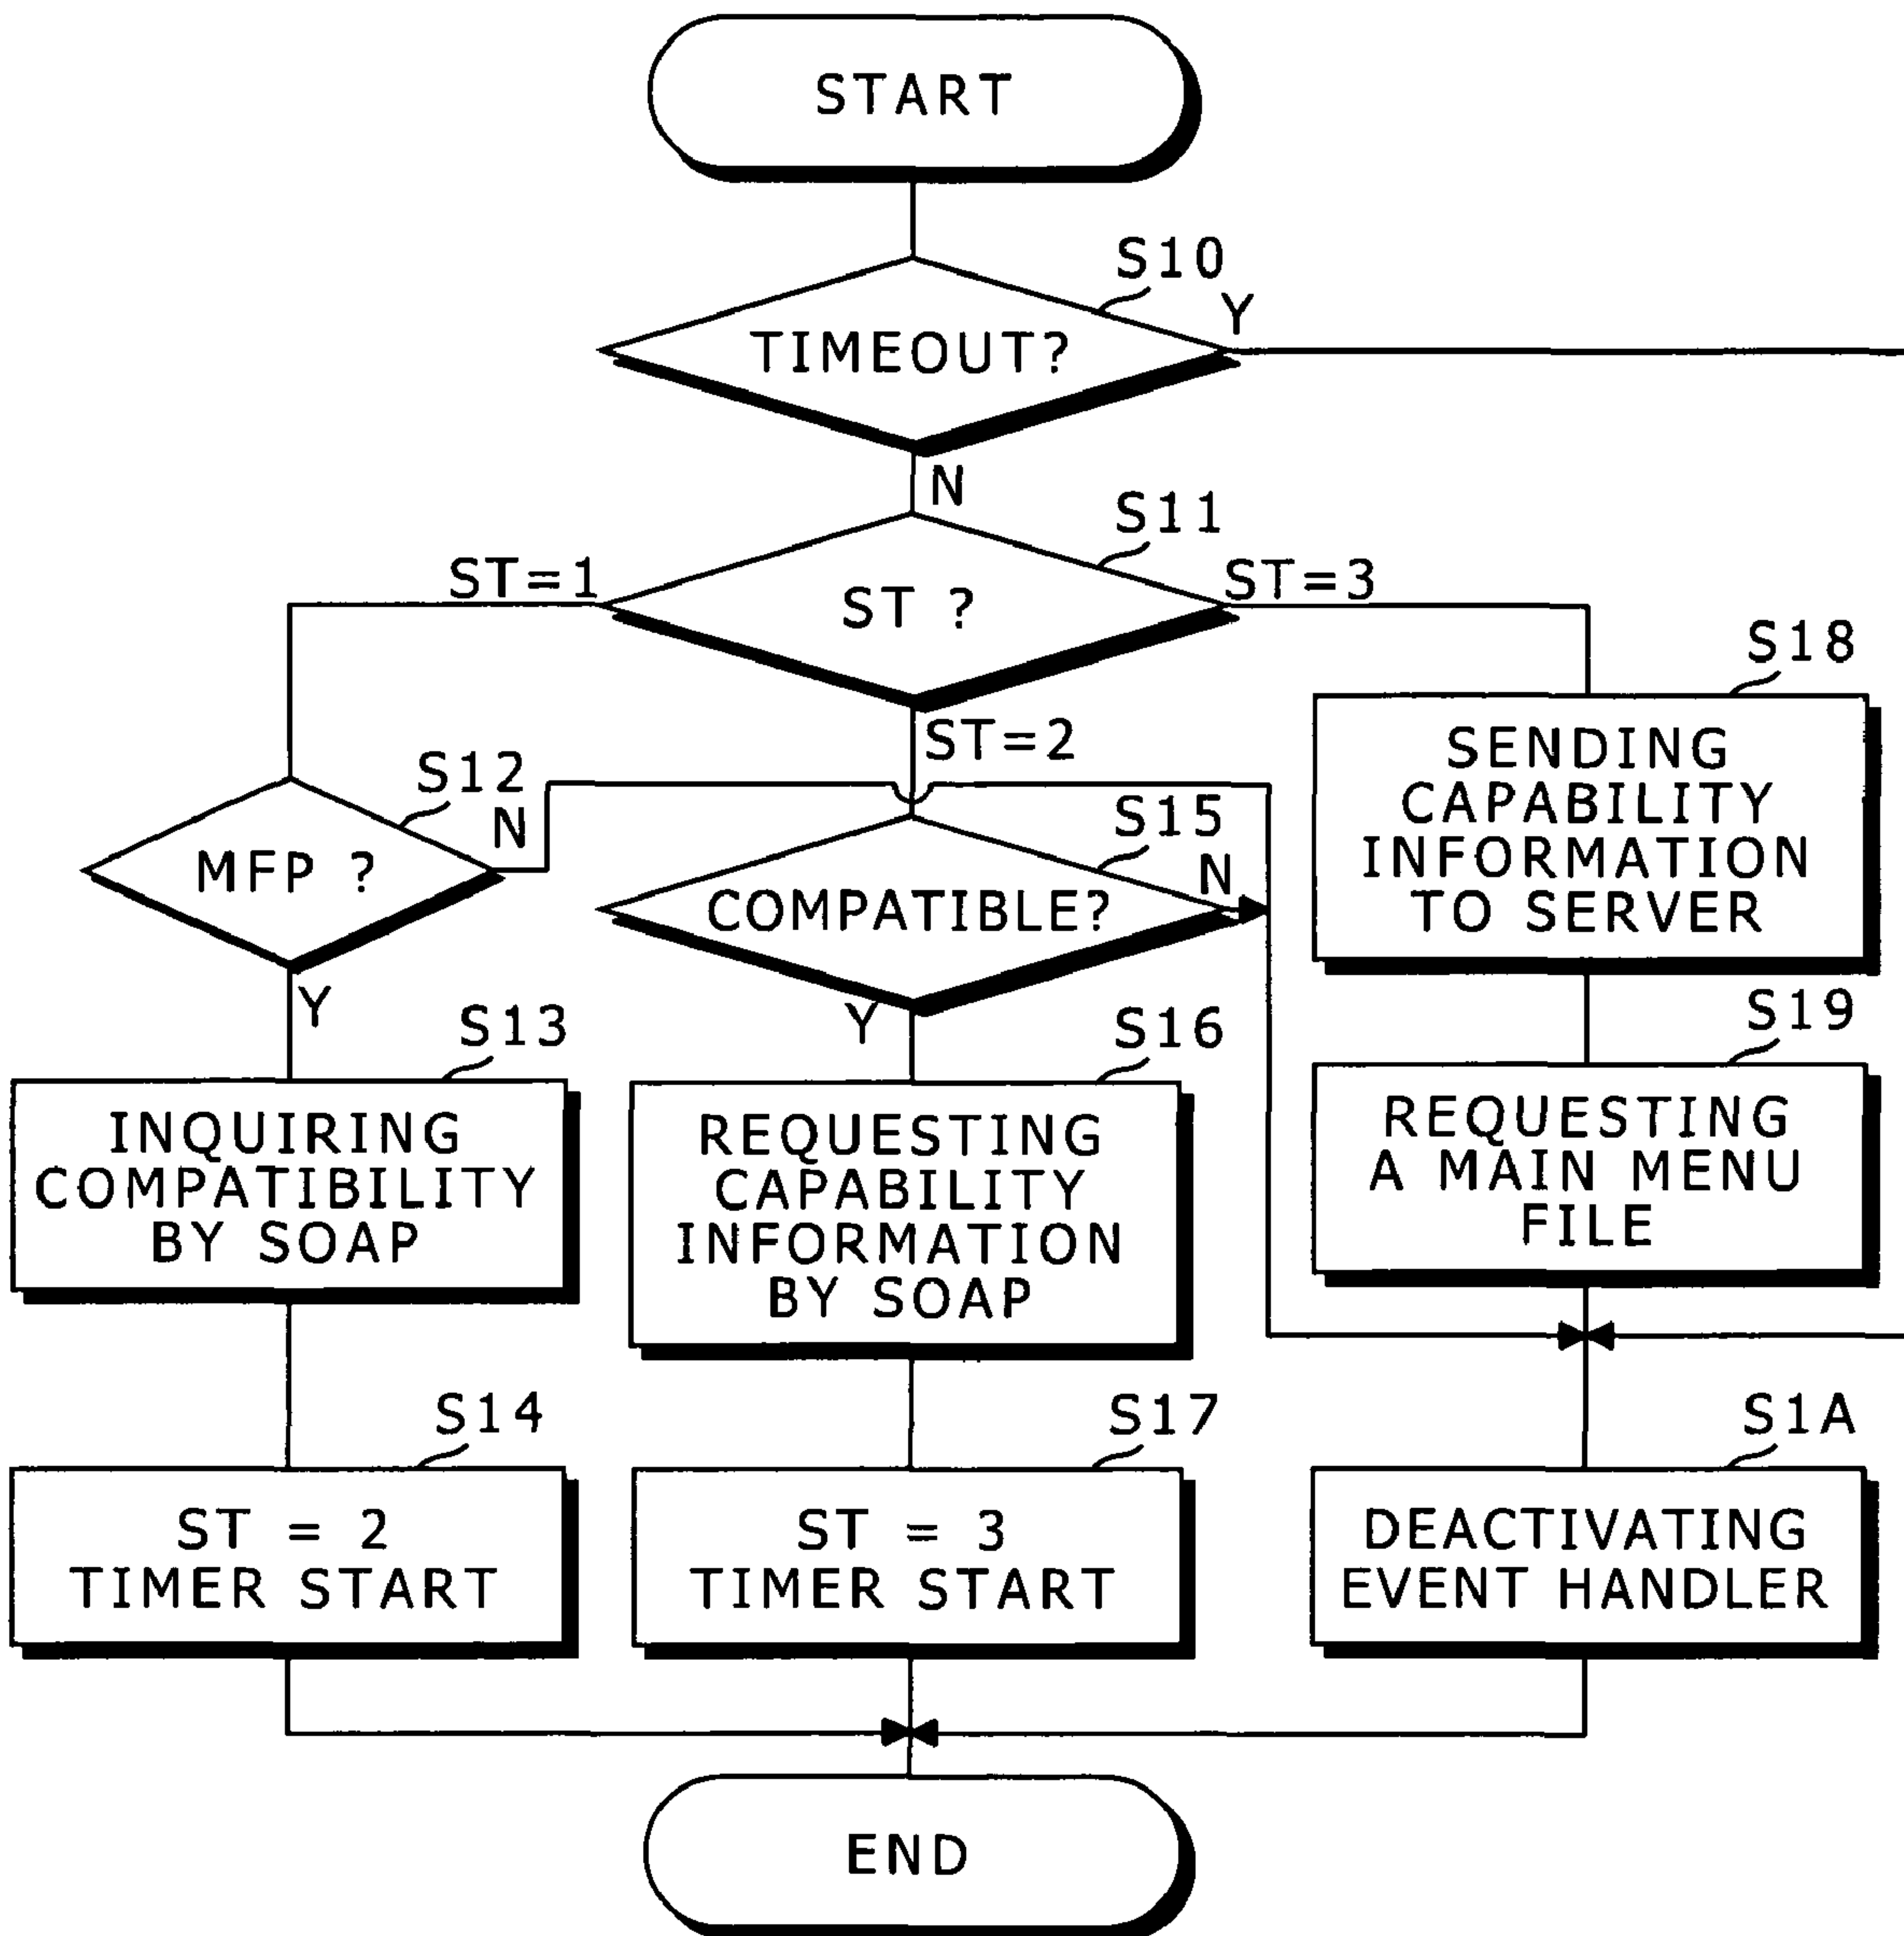 START
S10
TIMEOUT?
Y
N
S11
ST=1
ST ?
ST=3
ST=2
S12
MFP ?
N
Y
S13
INQUIRING
COMPATIBILITY
BY SOAP
S14
ST = 2
TIMER START
S15
COMPATIBLE?
N
Y
S16
REQUESTING
CAPABILITY
INFORMATION
BY SOAP
S17
ST = 3
TIMER START
S18
SENDING
CAPABILITY
INFORMATION
TO SERVER
S19
REQUESTING
A MAIN MENU
FILE
S1A
DEACTIVATING
EVENT HANDLER
END